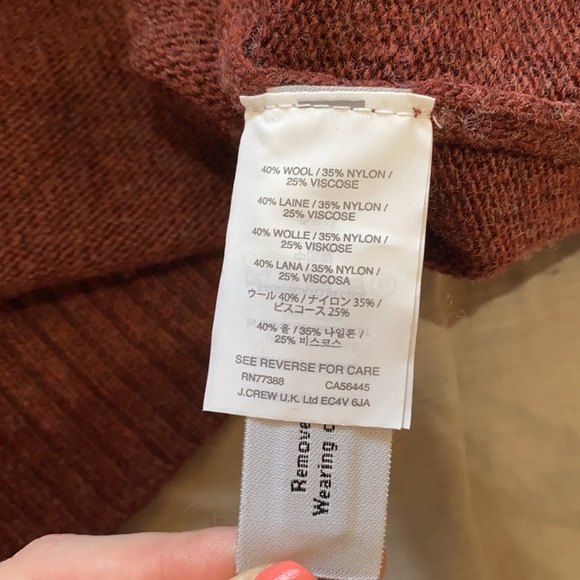 40% WOOL / 35% NYLON /
25% VISCOSE
40% LAINE / 35% NYLON /
25% VISCOSE
40% WOLLE / 35% NYLON /
25% VISKOSE
40% LANA / 35% NYLON /
25% VISCOSA
ウール 40% / ナイロン 35% /
ビスコース 25%
40% 울 / 35% 나일론 /
25% 비스코스
SEE REVERSE FOR CARE
RN77388 CA56445
J.CREW U.K. Ltd EC4V 6JA
Remove
Wearing